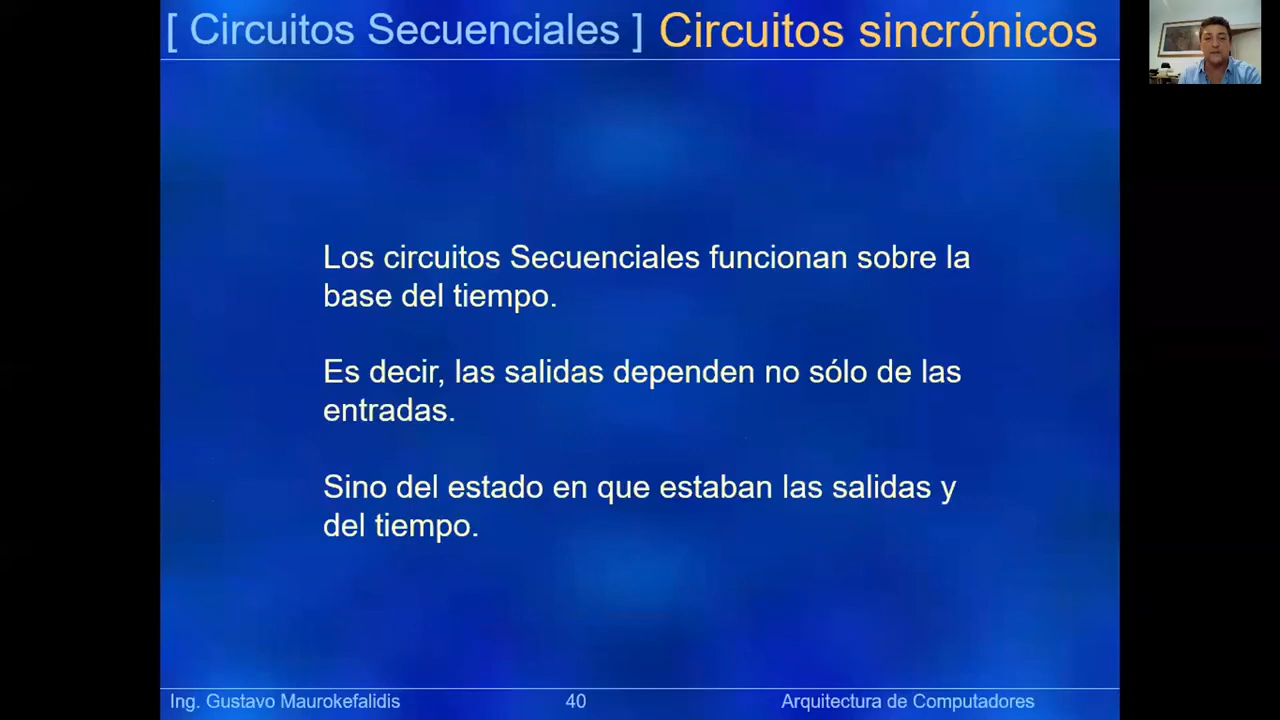 [ Circuitos Secuenciales ] Circuitos sincrónicos
Los circuitos Secuenciales funcionan sobre la
base del tiempo.
Es decir, las salidas dependen no sólo de las
entradas.
Sino del estado en que estaban las salidas y
del tiempo.
Ing. Gustavo Maurokefalidis 40 Arquitectura de Computadores